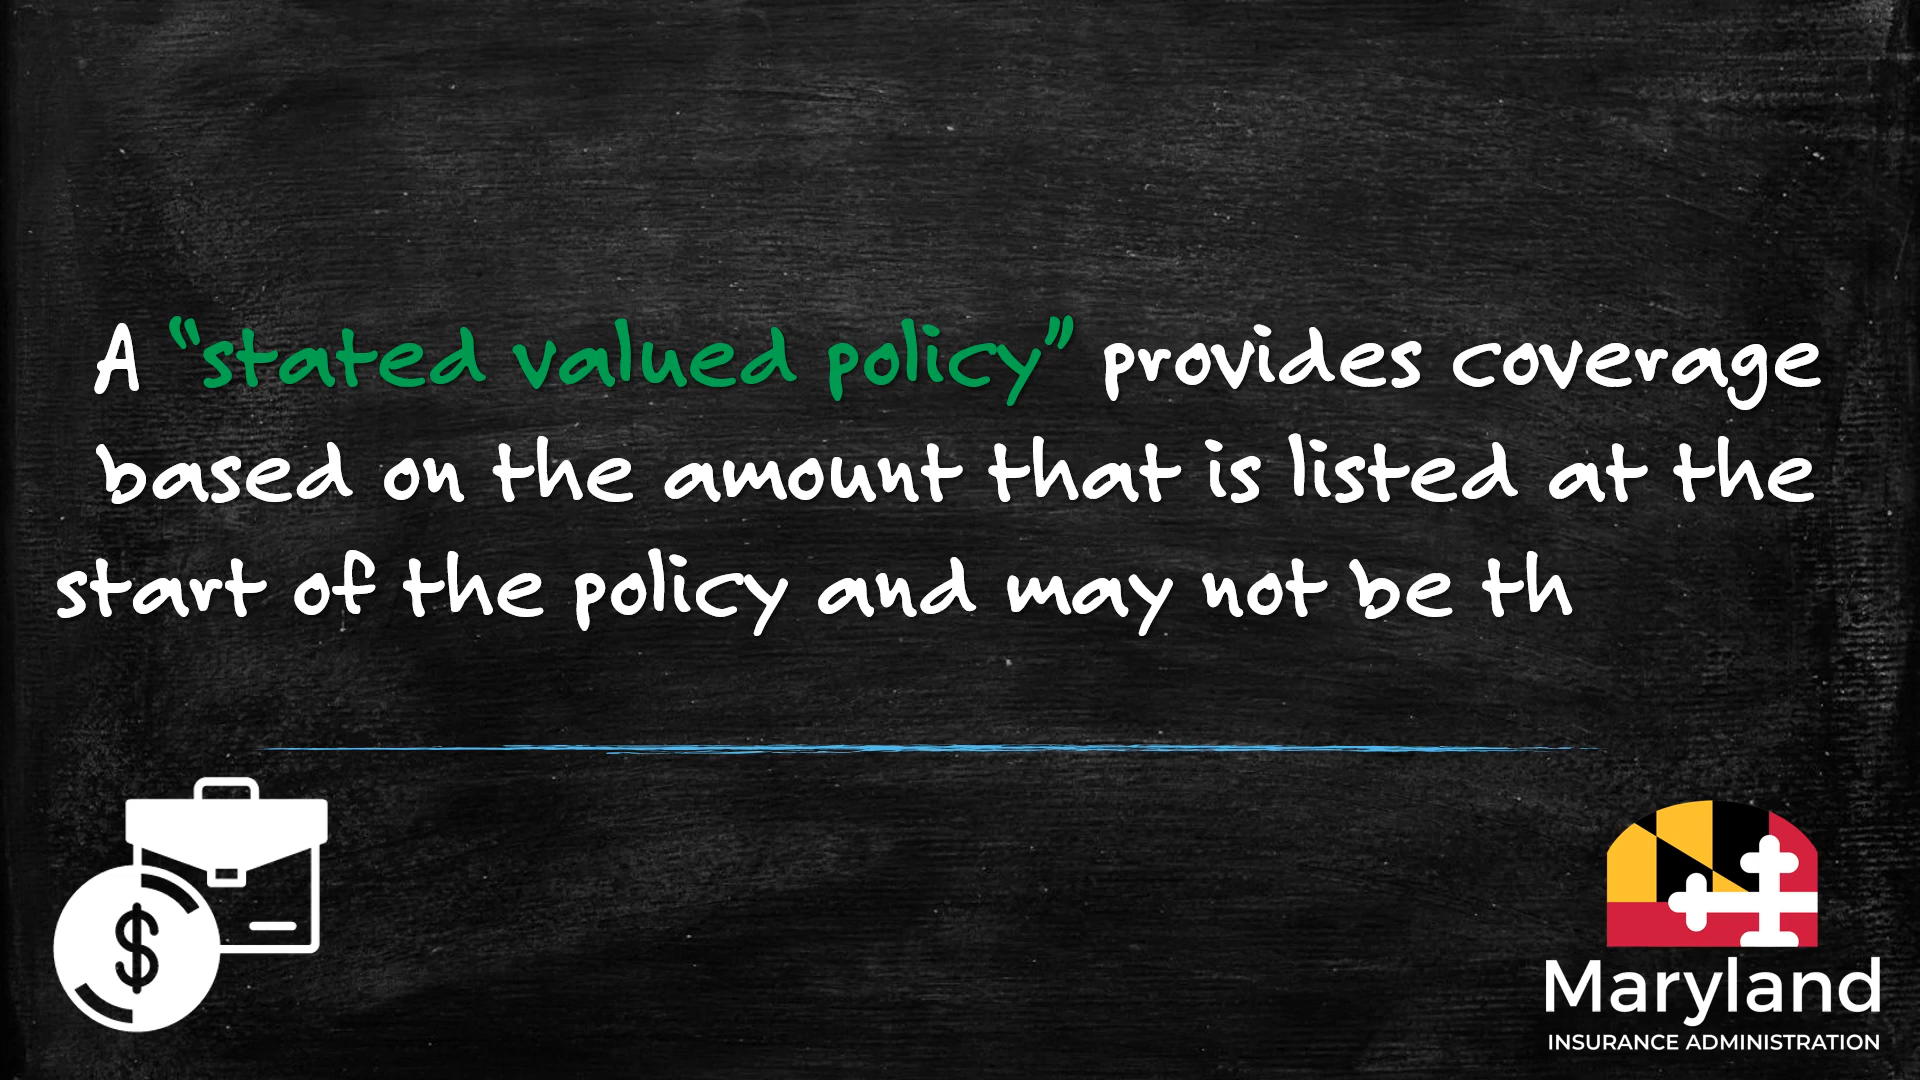 A “stated valued policy” provides coverage
based on the amount that is listed at the
start of the policy and may not be th
$
Maryland
INSURANCE ADMINISTRATION